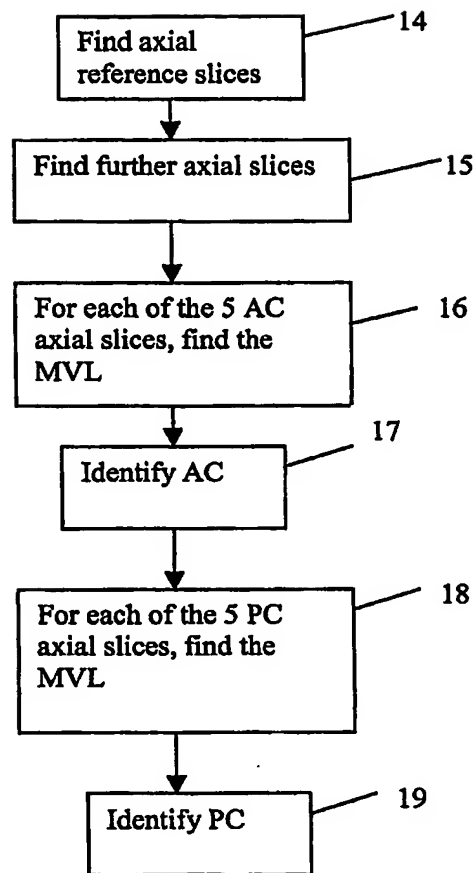 14
Find axial
reference slices
15
Find further axial slices
16
For each of the 5 AC
axial slices, find the
MVL
17
Identify AC
18
For each of the 5 PC
axial slices, find the
MVL
19
Identify PC